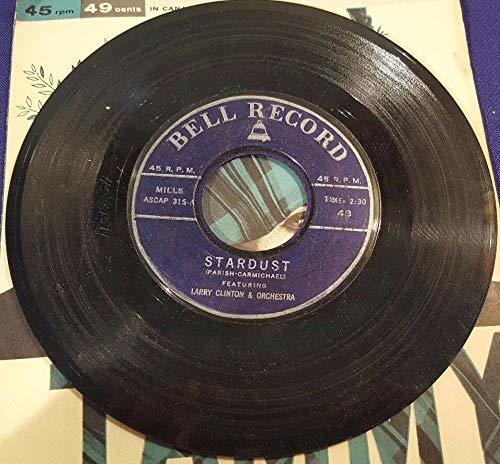 45 rpm 49 cents IN CANA
BELL RECORD
45 R.P.M. 45 R.P.M.
MILLS TIME: 2:30
ASCAP 315-A 43
STARDUST
(PARISH-CARMICHAEL)
FEATURING
LARRY CLINTON & ORCHESTRA